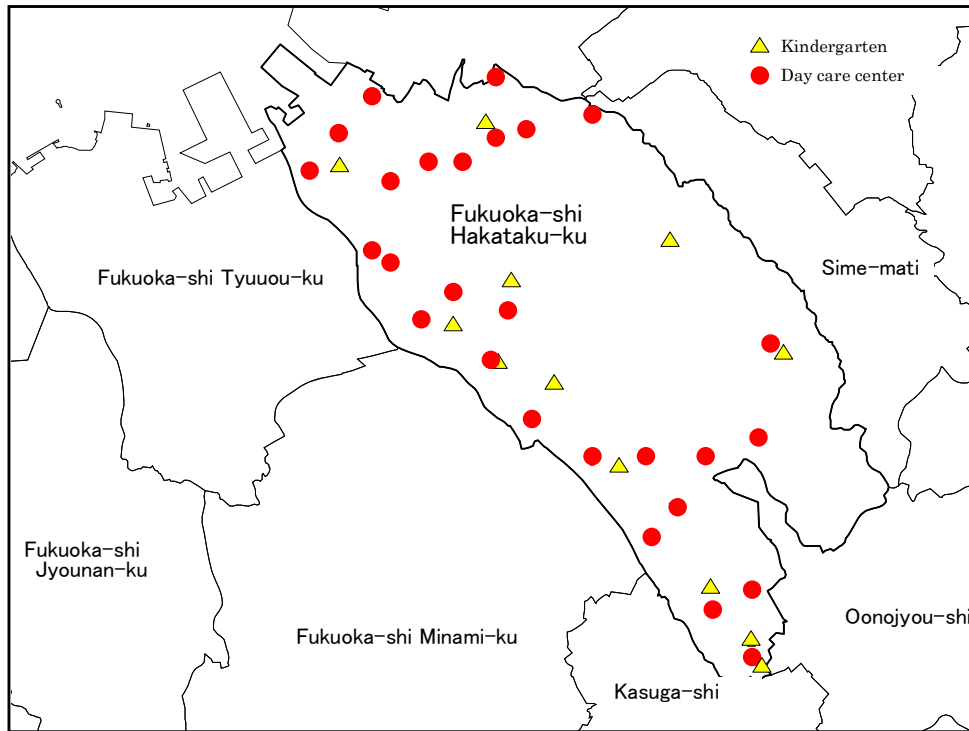 Kindergarten
Day care center
Fukuoka-shi
Hakataku-ku
Fukuoka-shi Tyuuou-ku
Sime-mati
Fukuoka-shi
Jyounan-ku
Fukuoka-shi Minami-ku
Oonojyou-shi
Kasuga-shi